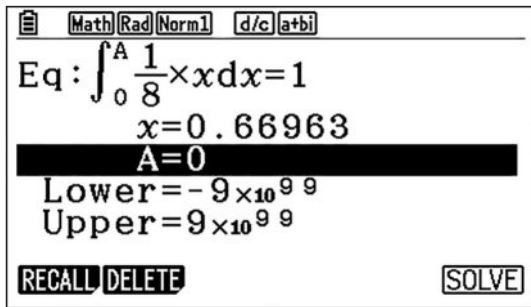 Math Rad Norm1 d/c a+bi
Eq:∫₀ᴬ 1/8×xdx=1
x=0.66963
A=0
Lower=-9×10⁹⁹
Upper=9×10⁹⁹
RECALL DELETE SOLVE